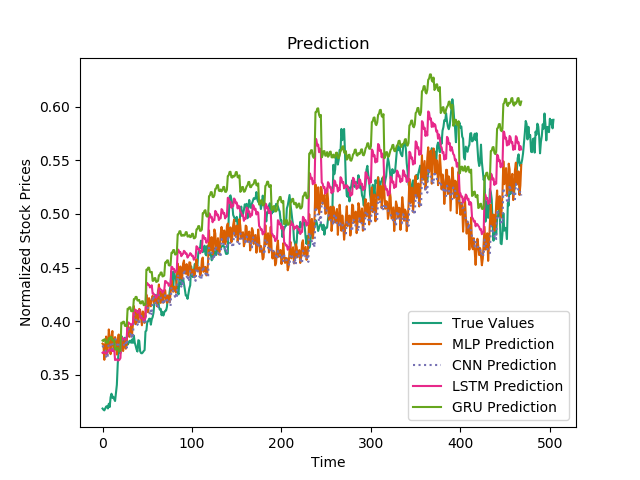 Prediction
Normalized Stock Prices
0.60
0.55
0.50
0.45
0.40
0.35
True Values
MLP Prediction
CNN Prediction
LSTM Prediction
GRU Prediction
0 100 200 300 400 500
Time